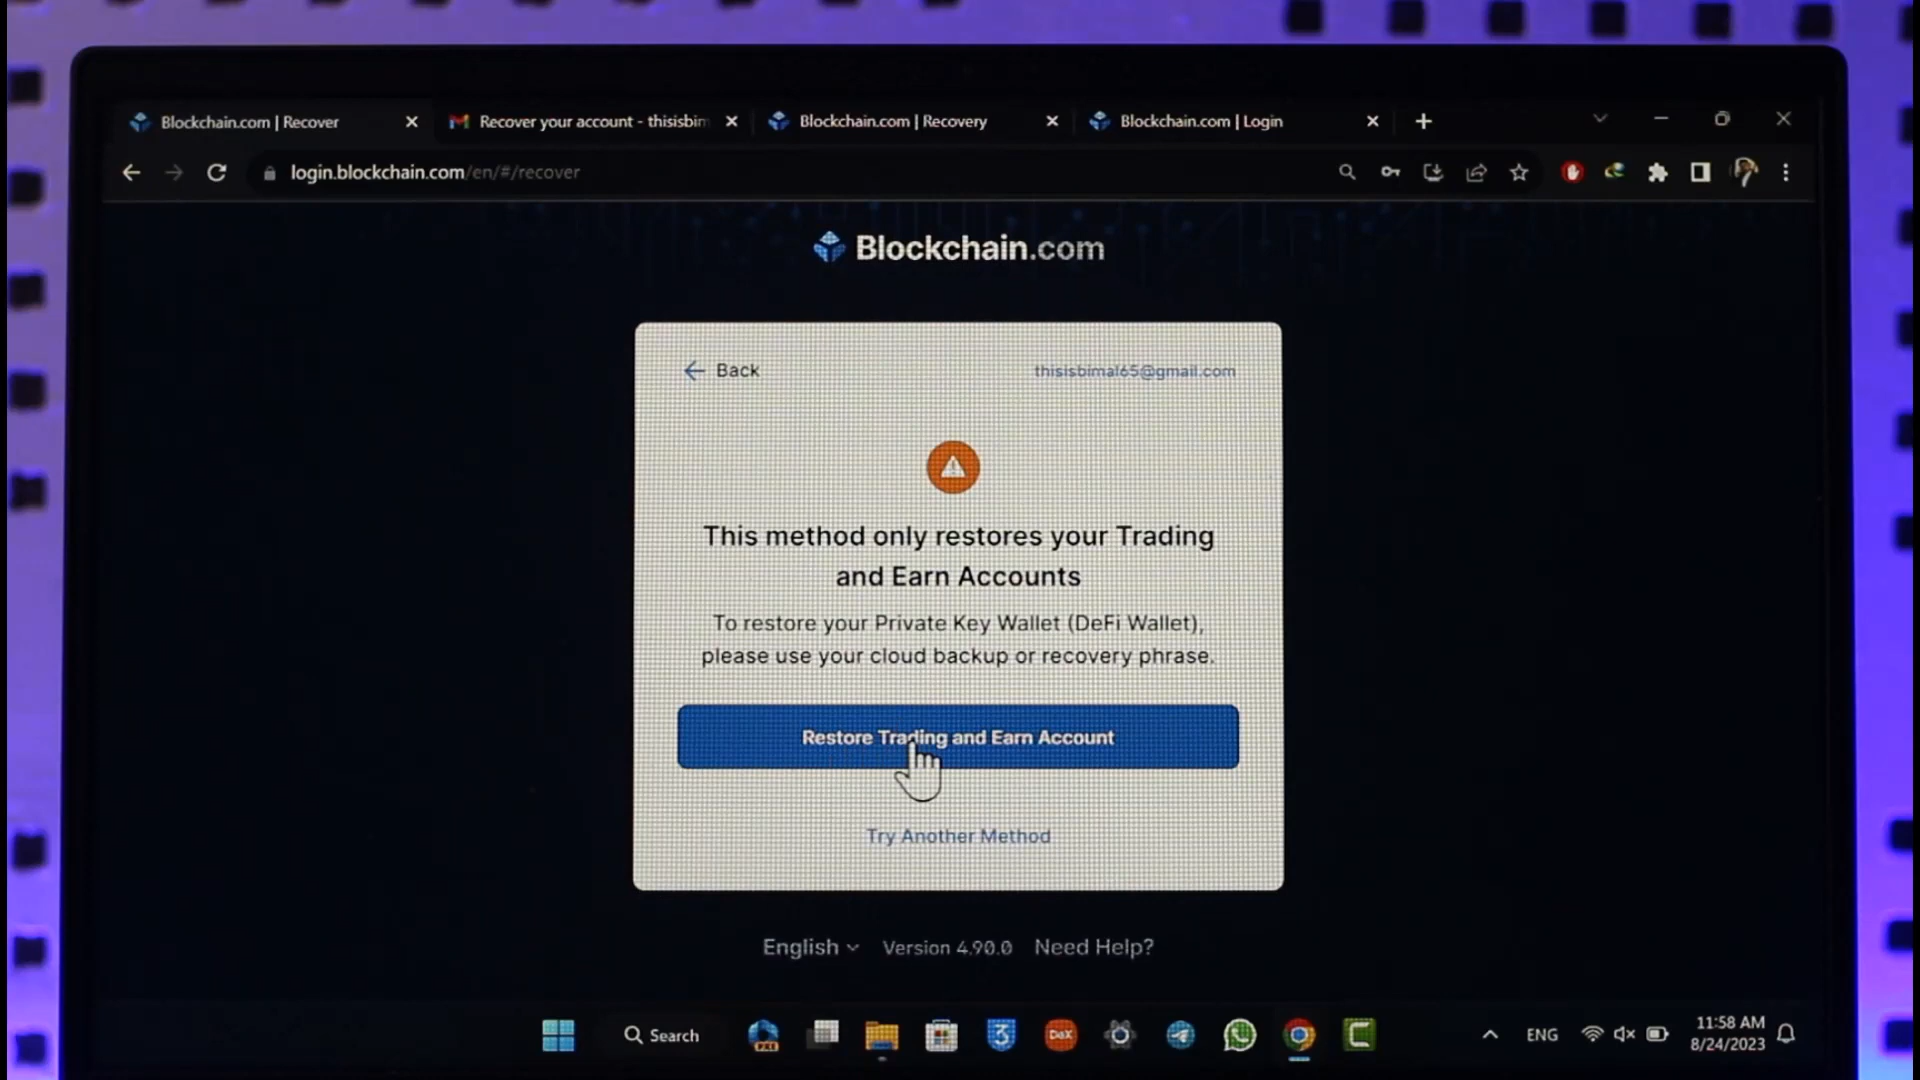 Blockchain.com | Recover
Recover your account - thisisbim
Blockchain.com | Recovery
Blockchain.com | Login
login.blockchain.com/en/#/recover
Blockchain.com
Back
thisisbimal65@gmail.com
This method only restores your Trading
and Earn Accounts
To restore your Private Key Wallet (DeFi Wallet),
please use your cloud backup or recovery phrase.
Restore Trading and Earn Account
Try Another Method
English
Version 4.90.0
Need Help?
Search
PRE
3
DeX
C
ENG
11:58 AM
8/24/2023